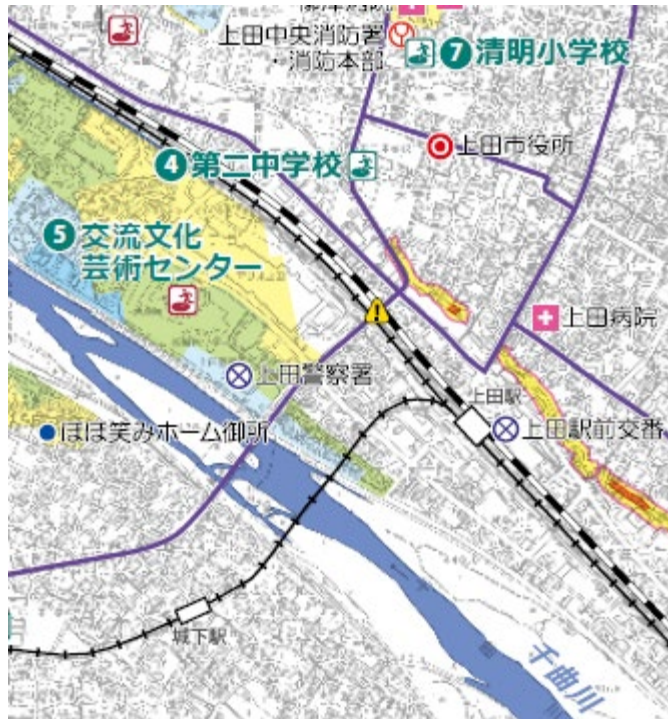 上田中央消防署
・消防本部
7 清明小学校
上田市役所
4 第二中学校
5 交流文化
芸術センター
上田病院
上田警察署
上田駅
上田駅前交番
ほほ笑みホーム御所
城下駅
千曲川